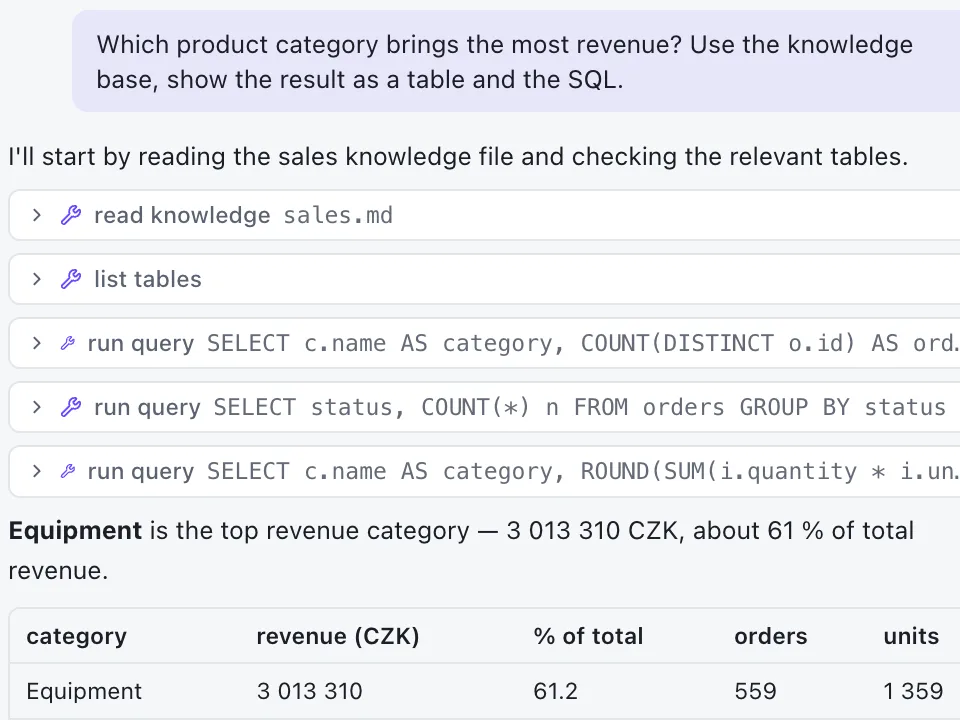 Which product category brings the most revenue? Use the knowledge
base, show the result as a table and the SQL.
I'll start by reading the sales knowledge file and checking the relevant tables.
read knowledge sales.md
list tables
run query SELECT c.name AS category, COUNT(DISTINCT o.id) AS ord…
run query SELECT status, COUNT(*) n FROM orders GROUP BY status
run query SELECT c.name AS category, ROUND(SUM(i.quantity * i.un…
Equipment is the top revenue category — 3 013 310 CZK, about 61 % of total
revenue.
category revenue (CZK) % of total orders units
Equipment 3 013 310 61.2 559 1 359